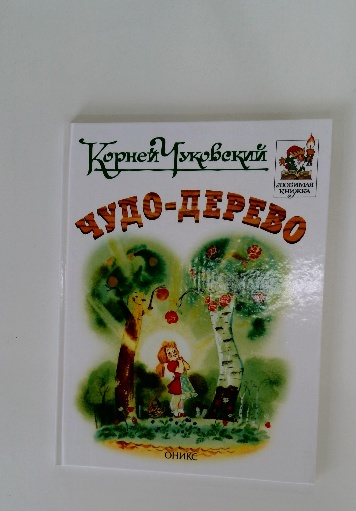 Корней Чуковский
ЛЮБИМАЯ
КНИЖКА
ЧУДО-ДЕРЕВО
ОНИКС